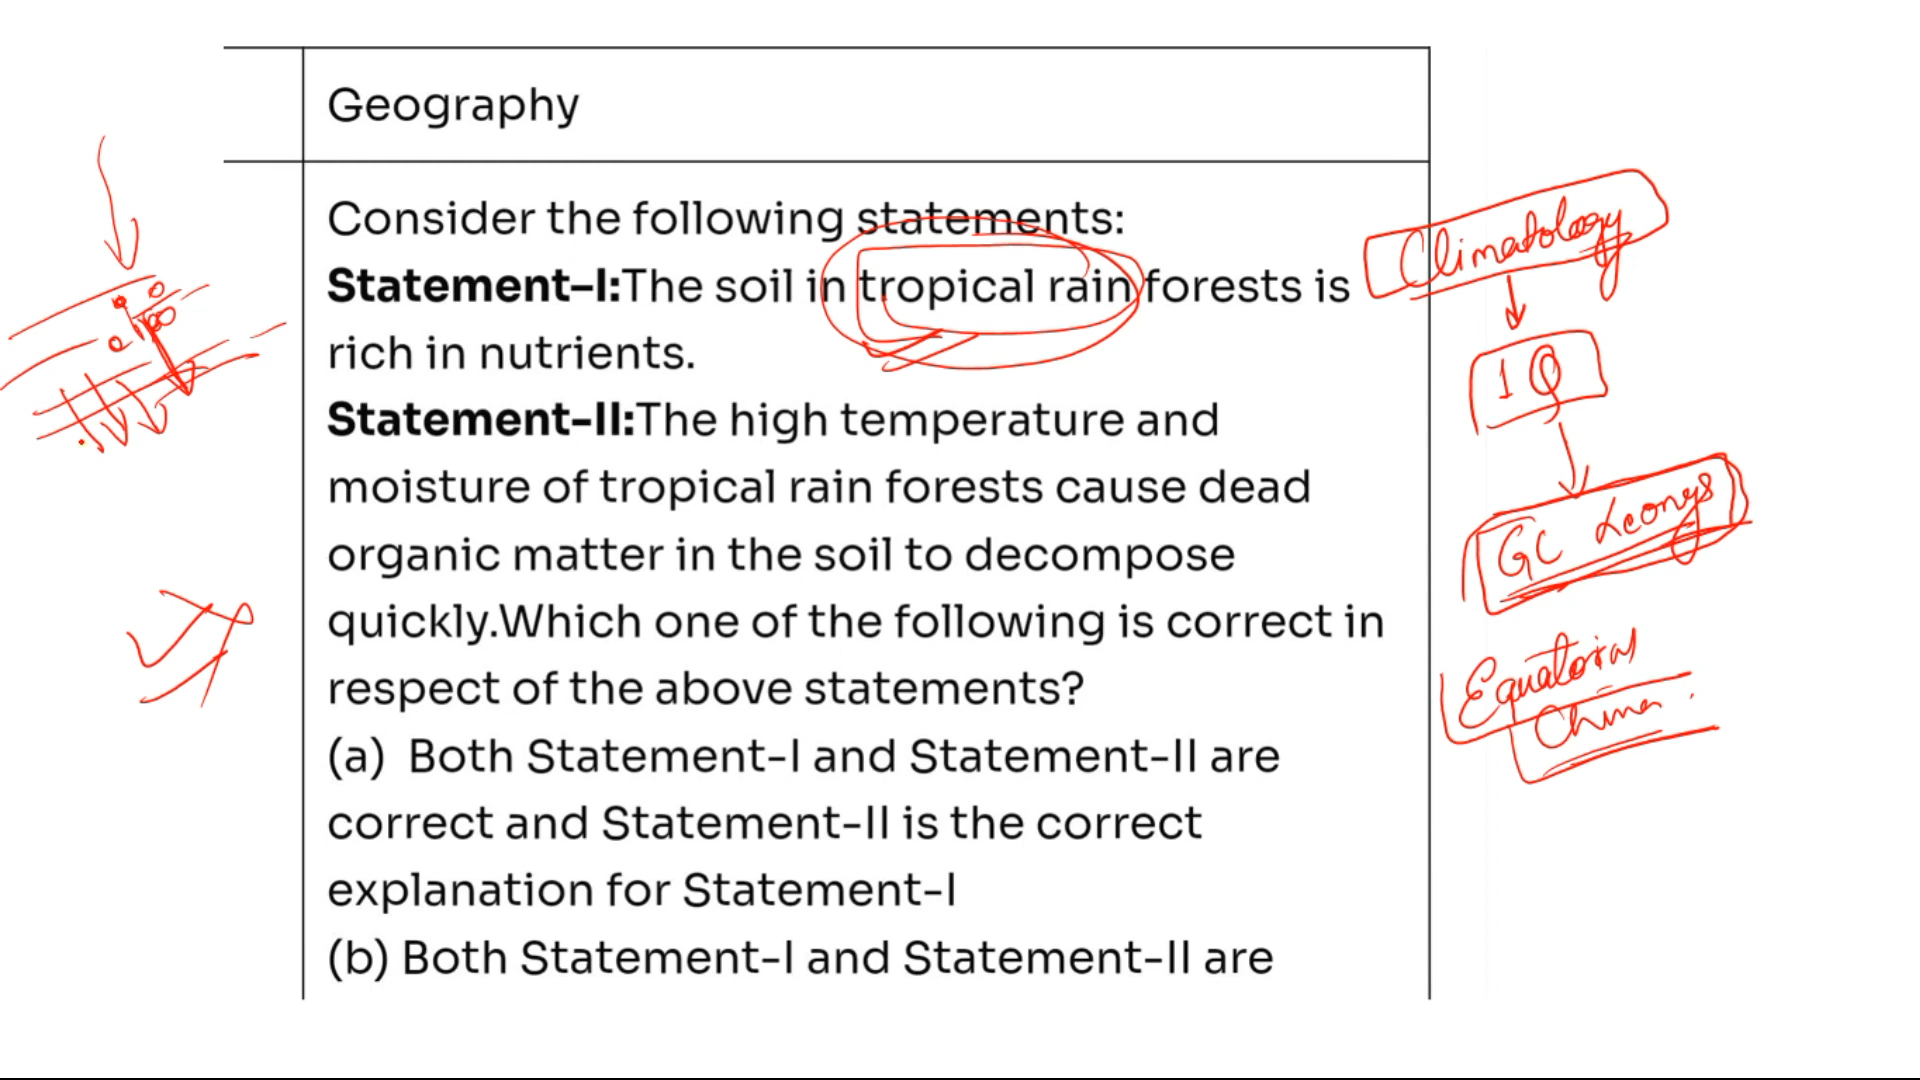 Geography
Consider the following statements:
Statement–I:The soil in tropical rain forests is
rich in nutrients.
Statement-II:The high temperature and
moisture of tropical rain forests cause dead
organic matter in the soil to decompose
quickly.Which one of the following is correct in
respect of the above statements?
(a) Both Statement-I and Statement-II are
correct and Statement-II is the correct
explanation for Statement-I
(b) Both Statement-I and Statement-II are
Climatology
1 Q
GC Leongs
Equatorial